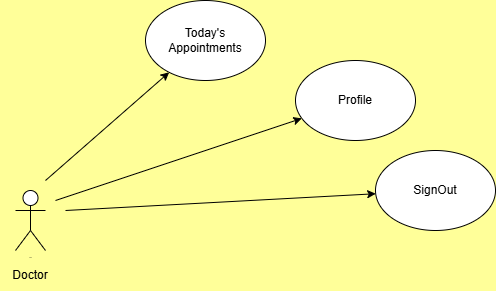 Today's
Appointments
Profile
SignOut
Doctor